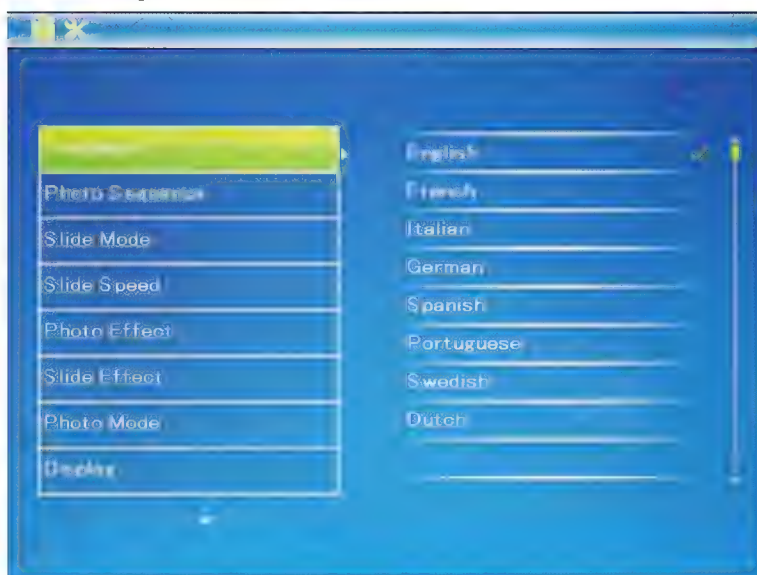 Photo Sequence
Slide Mode
Slide Speed
Photo Effect
Slide Effect
Photo Mode
Display
English
French
Italian
German
Spanish
Portuguese
Swedish
Dutch